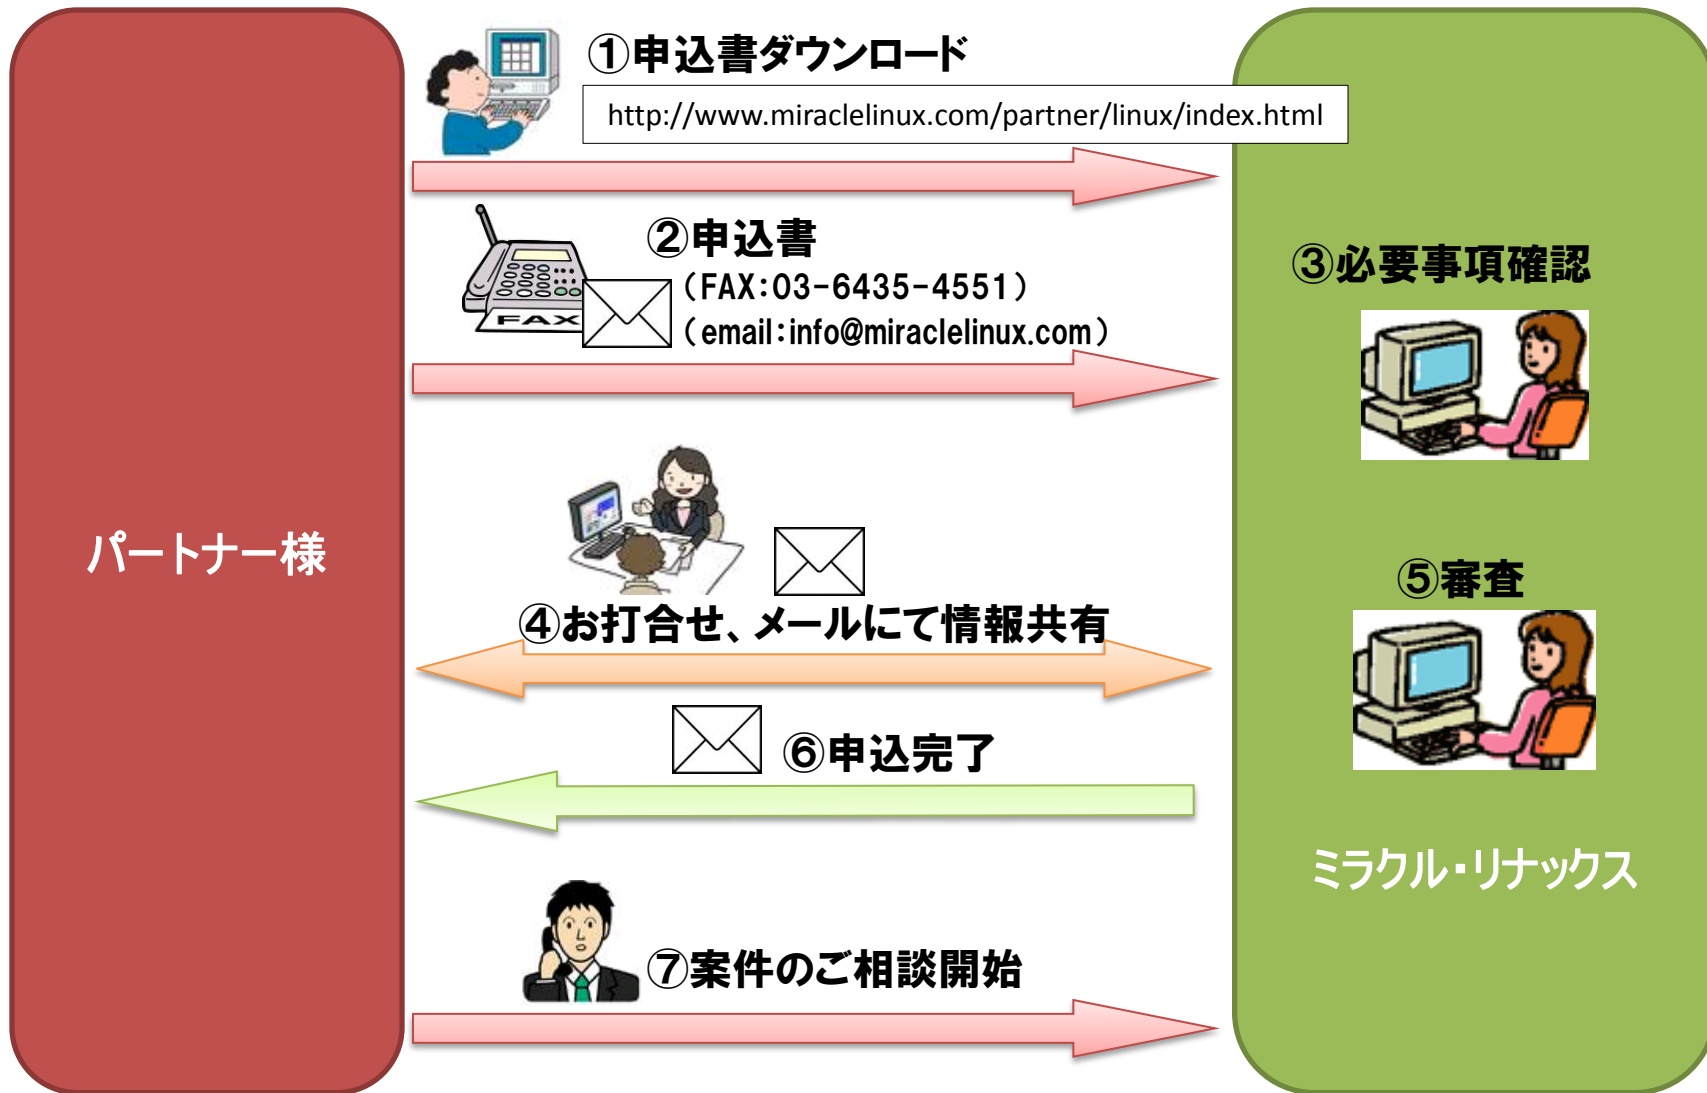 ①申込書ダウンロード
http://www.miraclelinux.com/partner/linux/index.html
②申込書
（FAX：03-6435-4551）
（email：info@miraclelinux.com）
FAX
③必要事項確認
パートナー様
④お打合せ、メールにて情報共有
⑤審査
⑥申込完了
ミラクル・リナックス
⑦案件のご相談開始